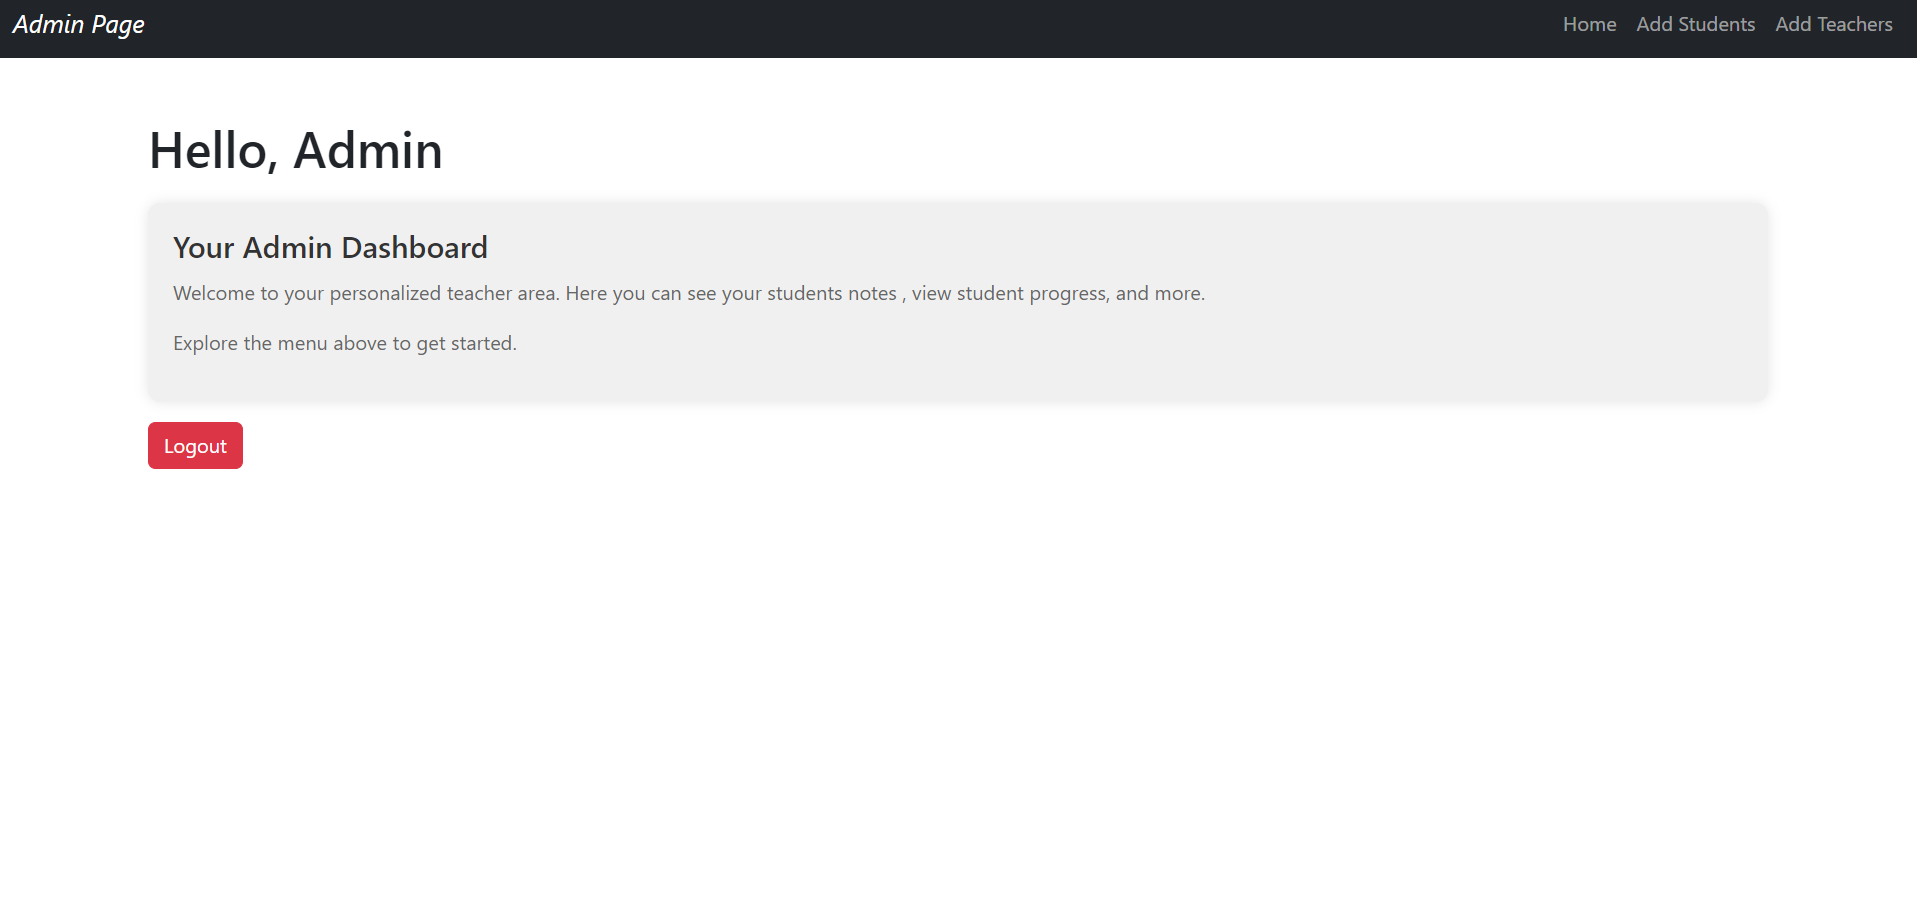 Admin Page
Home Add Students Add Teachers
Hello, Admin
Your Admin Dashboard
Welcome to your personalized teacher area. Here you can see your students notes , view student progress, and more.
Explore the menu above to get started.
Logout